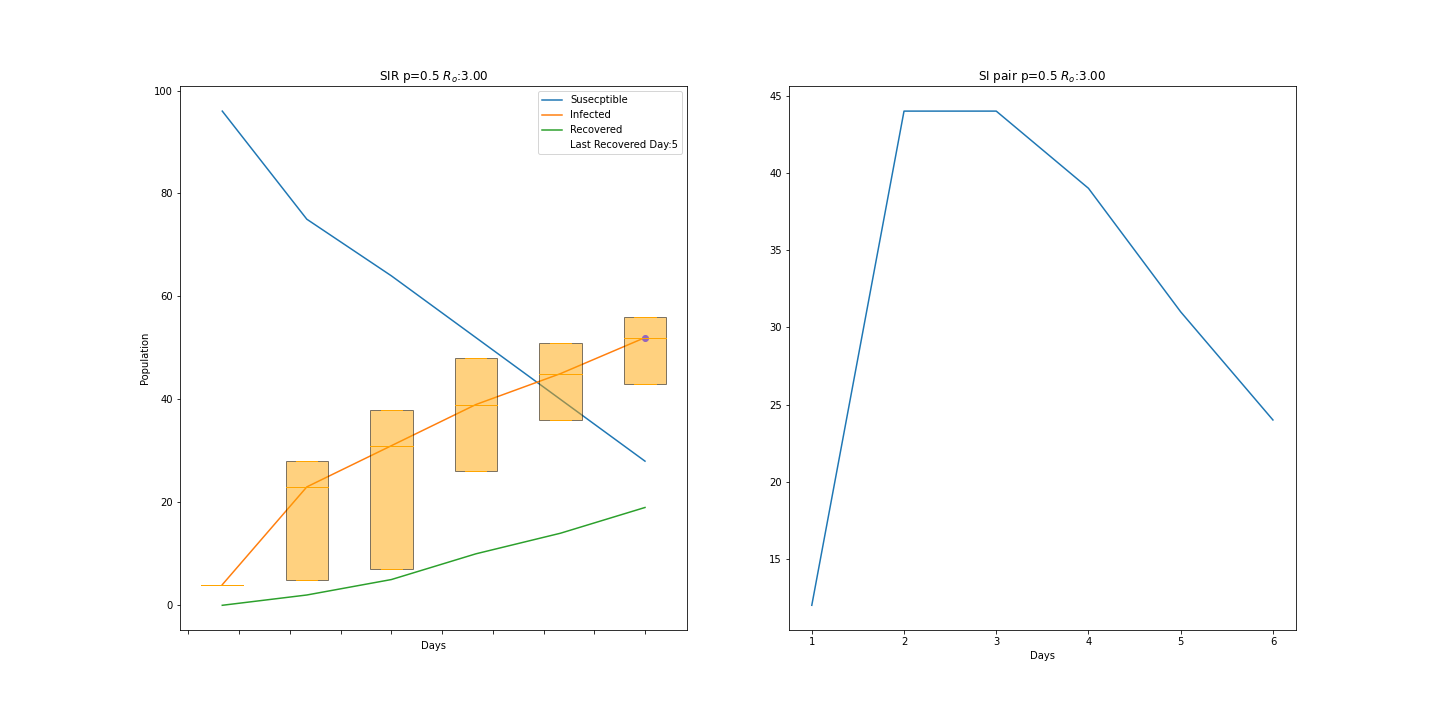 SIR p=0.5 Rₒ:3.00
100
80
60
40
20
0
Population
Susecptible
Infected
Recovered
Last Recovered Day:5
Days
SI pair p=0.5 Rₒ:3.00
45
40
35
30
25
20
15
1 2 3 4 5 6
Days